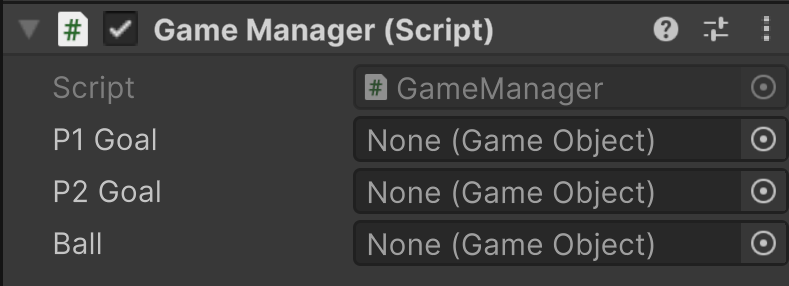 Game Manager (Script)
Script GameManager
P1 Goal None (Game Object)
P2 Goal None (Game Object)
Ball None (Game Object)